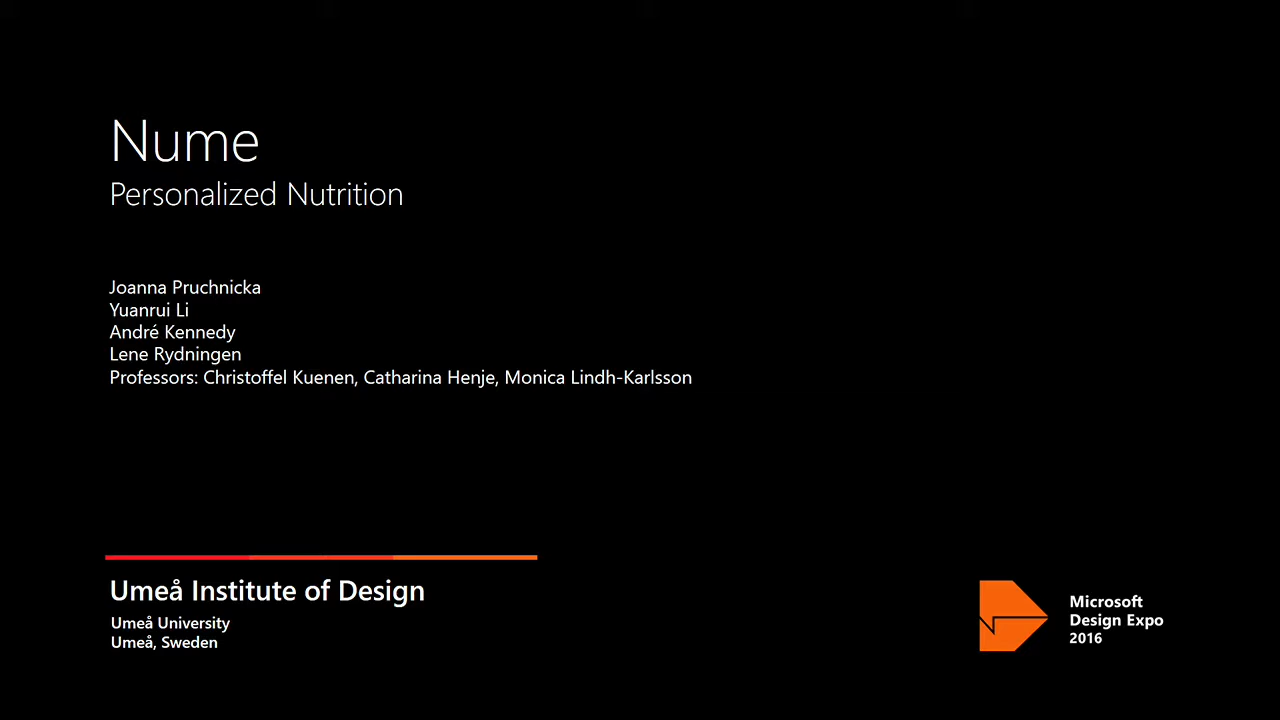 Nume
Personalized Nutrition
Joanna Pruchnicka
Yuanrui Li
André Kennedy
Lene Rydningen
Professors: Christoffel Kuenen, Catharina Henje, Monica Lindh-Karlsson
Umeå Institute of Design
Umeå University
Umeå, Sweden
Microsoft
Design Expo
2016